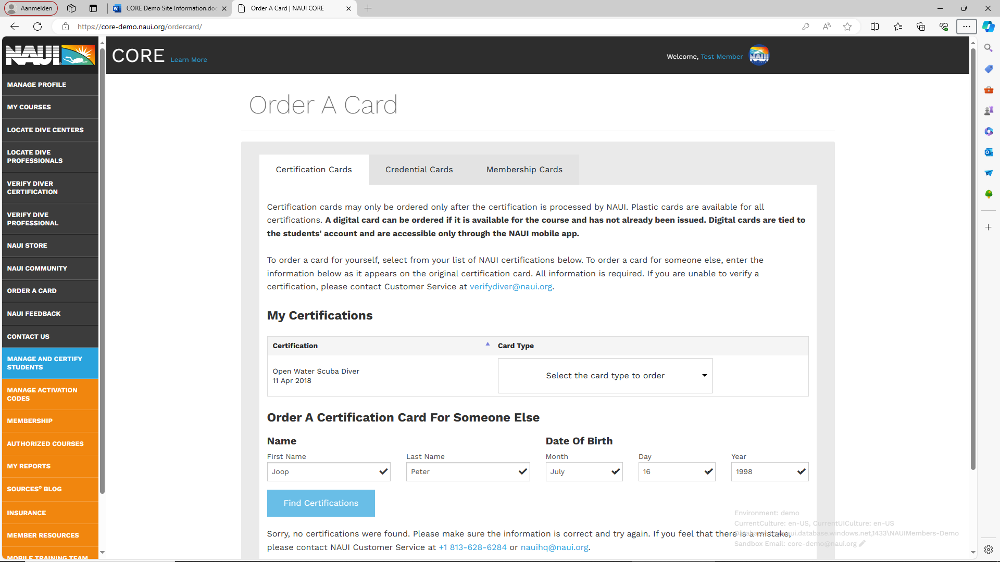 Aanmelden
CORE Demo Site Information.doc
Order A Card | NAUI CORE
https://core-demo.naui.org/ordercard/
NAUI
CORE Learn More
Welcome, Test Member
NAUI
MANAGE PROFILE
MY COURSES
LOCATE DIVE CENTERS
LOCATE DIVE
PROFESSIONALS
VERIFY DIVER
CERTIFICATION
VERIFY DIVE
PROFESSIONAL
NAUI STORE
NAUI COMMUNITY
ORDER A CARD
NAUI FEEDBACK
CONTACT US
MANAGE AND CERTIFY
STUDENTS
MANAGE ACTIVATION
CODES
MEMBERSHIP
AUTHORIZED COURSES
MY REPORTS
SOURCES© BLOG
INSURANCE
MEMBER RESOURCES
MOBILE TRAINING TEAM
Order A Card
Certification Cards
Credential Cards
Membership Cards
Certification cards may only be ordered only after the certification is processed by NAUI. Plastic cards are available for all
certifications. A digital card can be ordered if it is available for the course and has not already been issued. Digital cards are tied to
the students' account and are accessible only through the NAUI mobile app.
To order a card for yourself, select from your list of NAUI certifications below. To order a card for someone else, enter the
information below as it appears on the original certification card. All information is required. If you are unable to verify a
certification, please contact Customer Service at verifydiver@naui.org.
My Certifications
Certification Card Type
Open Water Scuba Diver
11 Apr 2018
Select the card type to order
Order A Certification Card For Someone Else
Name Date Of Birth
First Name Last Name Month Day Year
Joop Peter July 16 1998
Find Certifications
Sorry, no certifications were found. Please make sure the information is correct and try again. If you feel that there is a mistake,
please contact NAUI Customer Service at +1 813-628-6284 or nauihq@naui.org.
Environment: demo
CurrentCulture: en-US, CurrentUICulture: en-US
naui.database.windows.net,1433\NAUIMembers-Demo
Sandbox Email: core-demo@naui.org